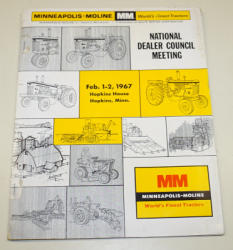 MINNEAPOLIS-MOLINE MM World's Finest Tractors
NATIONAL
DEALER COUNCIL
MEETING
Feb. 1-2, 1967
Hopkins House
Hopkins, Minn.
MM
MINNEAPOLIS-MOLINE
World's Finest Tractors